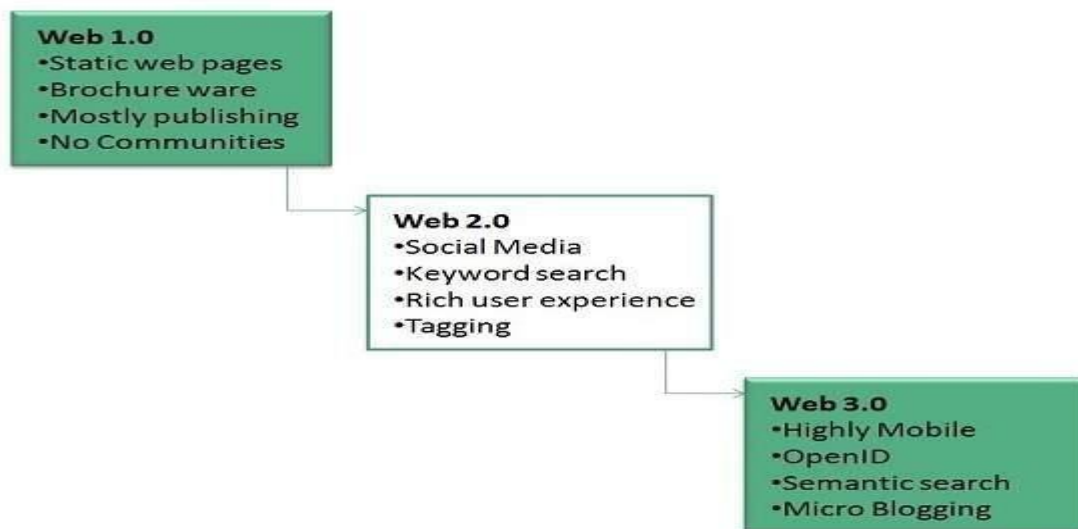 Web 1.0
•Static web pages
•Brochure ware
•Mostly publishing
•No Communities
Web 2.0
•Social Media
•Keyword search
•Rich user experience
•Tagging
Web 3.0
•Highly Mobile
•OpenID
•Semantic search
•Micro Blogging